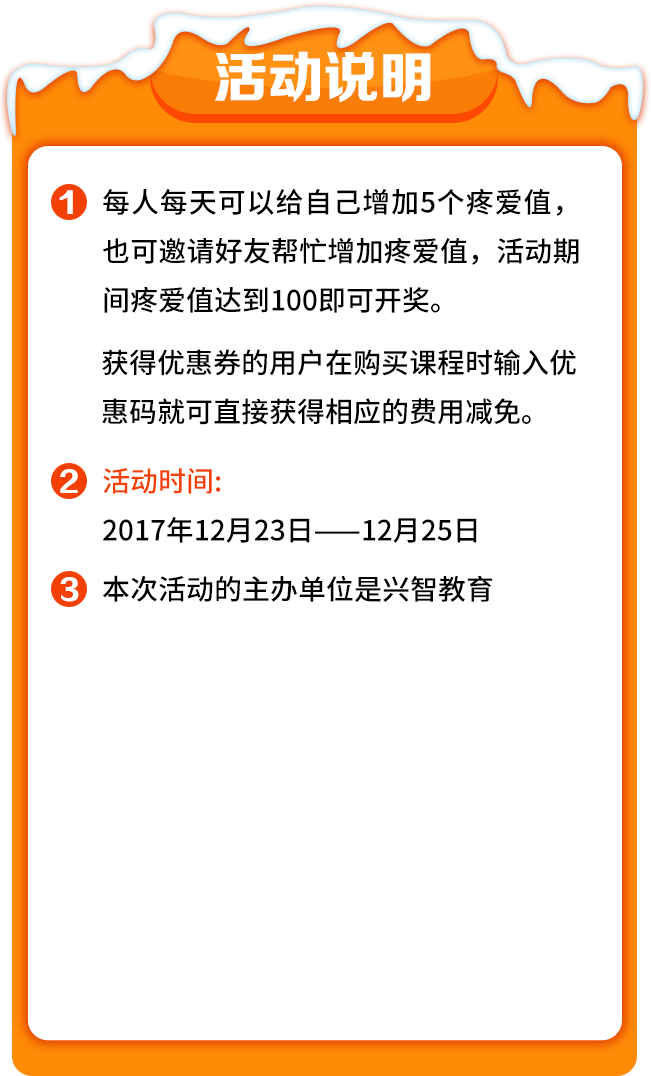 活动说明
1 每人每天可以给自己增加5个疼爱值，
也可邀请好友帮忙增加疼爱值，活动期
间疼爱值达到100即可开奖。
获得优惠券的用户在购买课程时输入优
惠码就可直接获得相应的费用减免。
2 活动时间:
2017年12月23日——12月25日
3 本次活动的主办单位是兴智教育